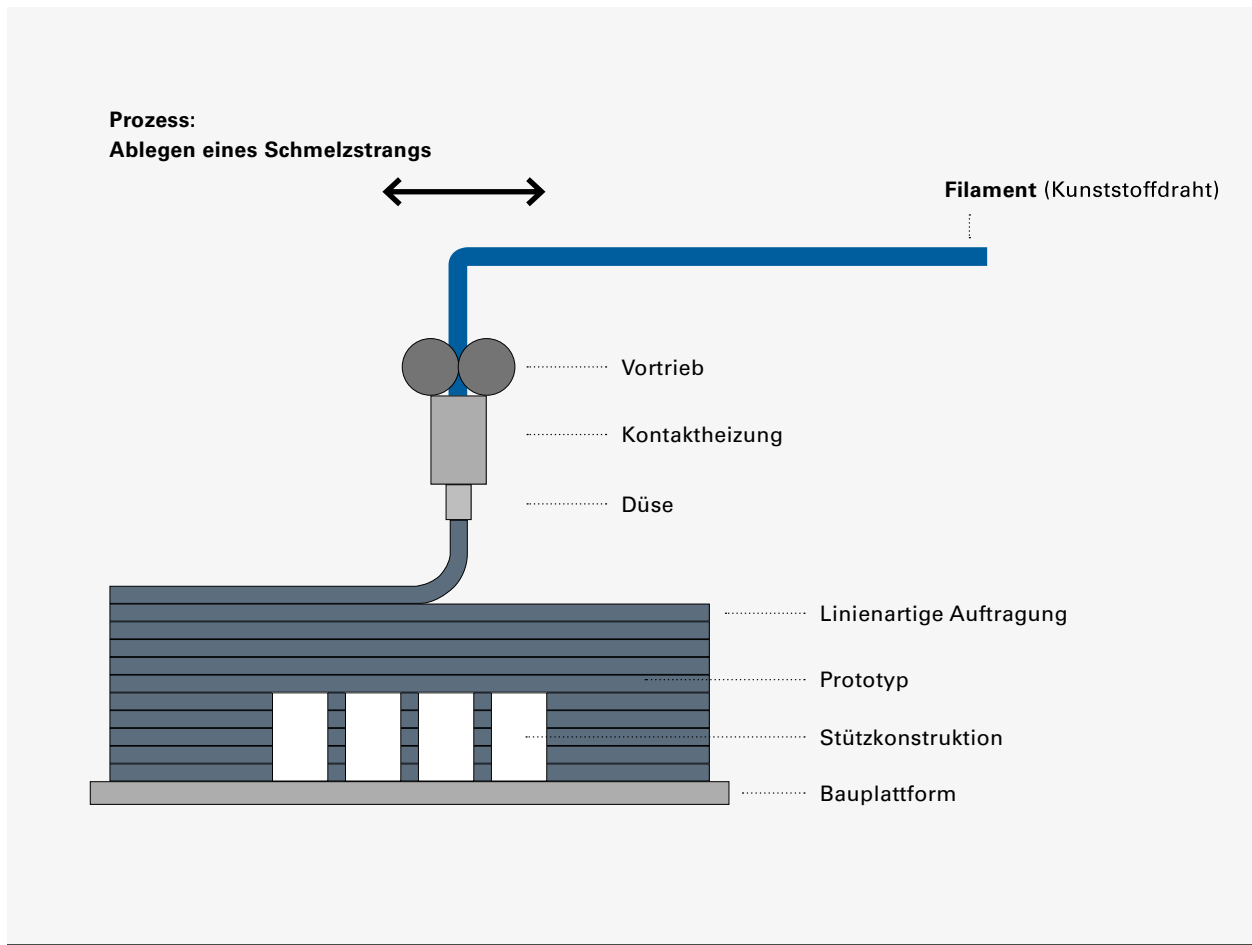 Prozess:
Ablegen eines Schmelzstrangs
Filament (Kunststoffdraht)
Vortrieb
Kontaktheizung
Düse
Linienartige Auftragung
Prototyp
Stützkonstruktion
Bauplattform